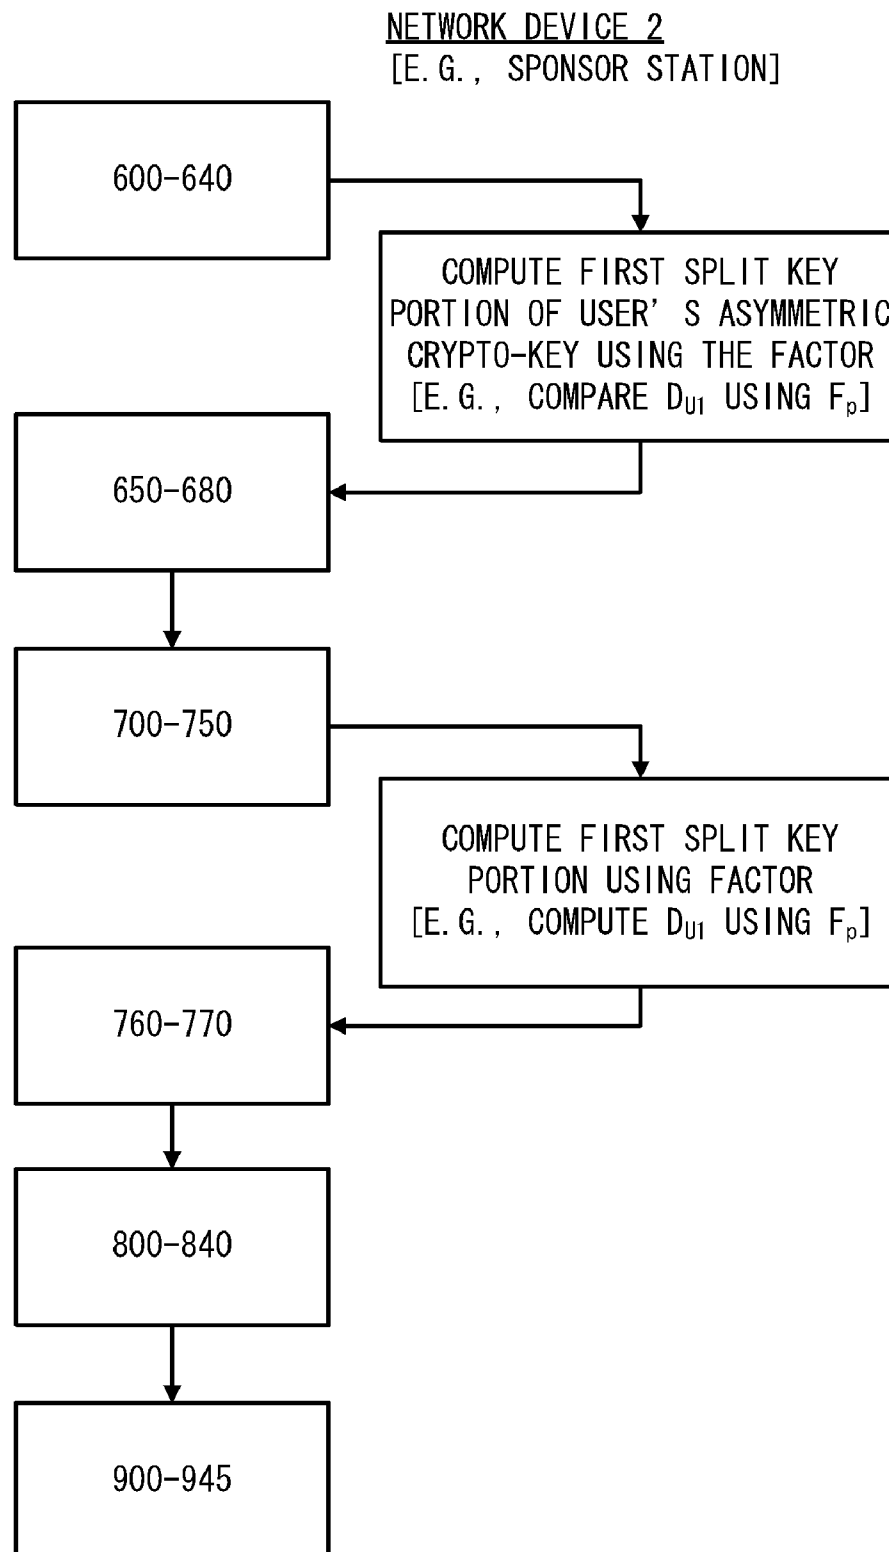 NETWORK DEVICE 2
[E.G., SPONSOR STATION]
600-640
COMPUTE FIRST SPLIT KEY
PORTION OF USER'S ASYMMETRIC
CRYPTO-KEY USING THE FACTOR
[E.G., COMPARE DU1 USING Fp]
650-680
700-750
COMPUTE FIRST SPLIT KEY
PORTION USING FACTOR
[E.G., COMPUTE DU1 USING Fp]
760-770
800-840
900-945